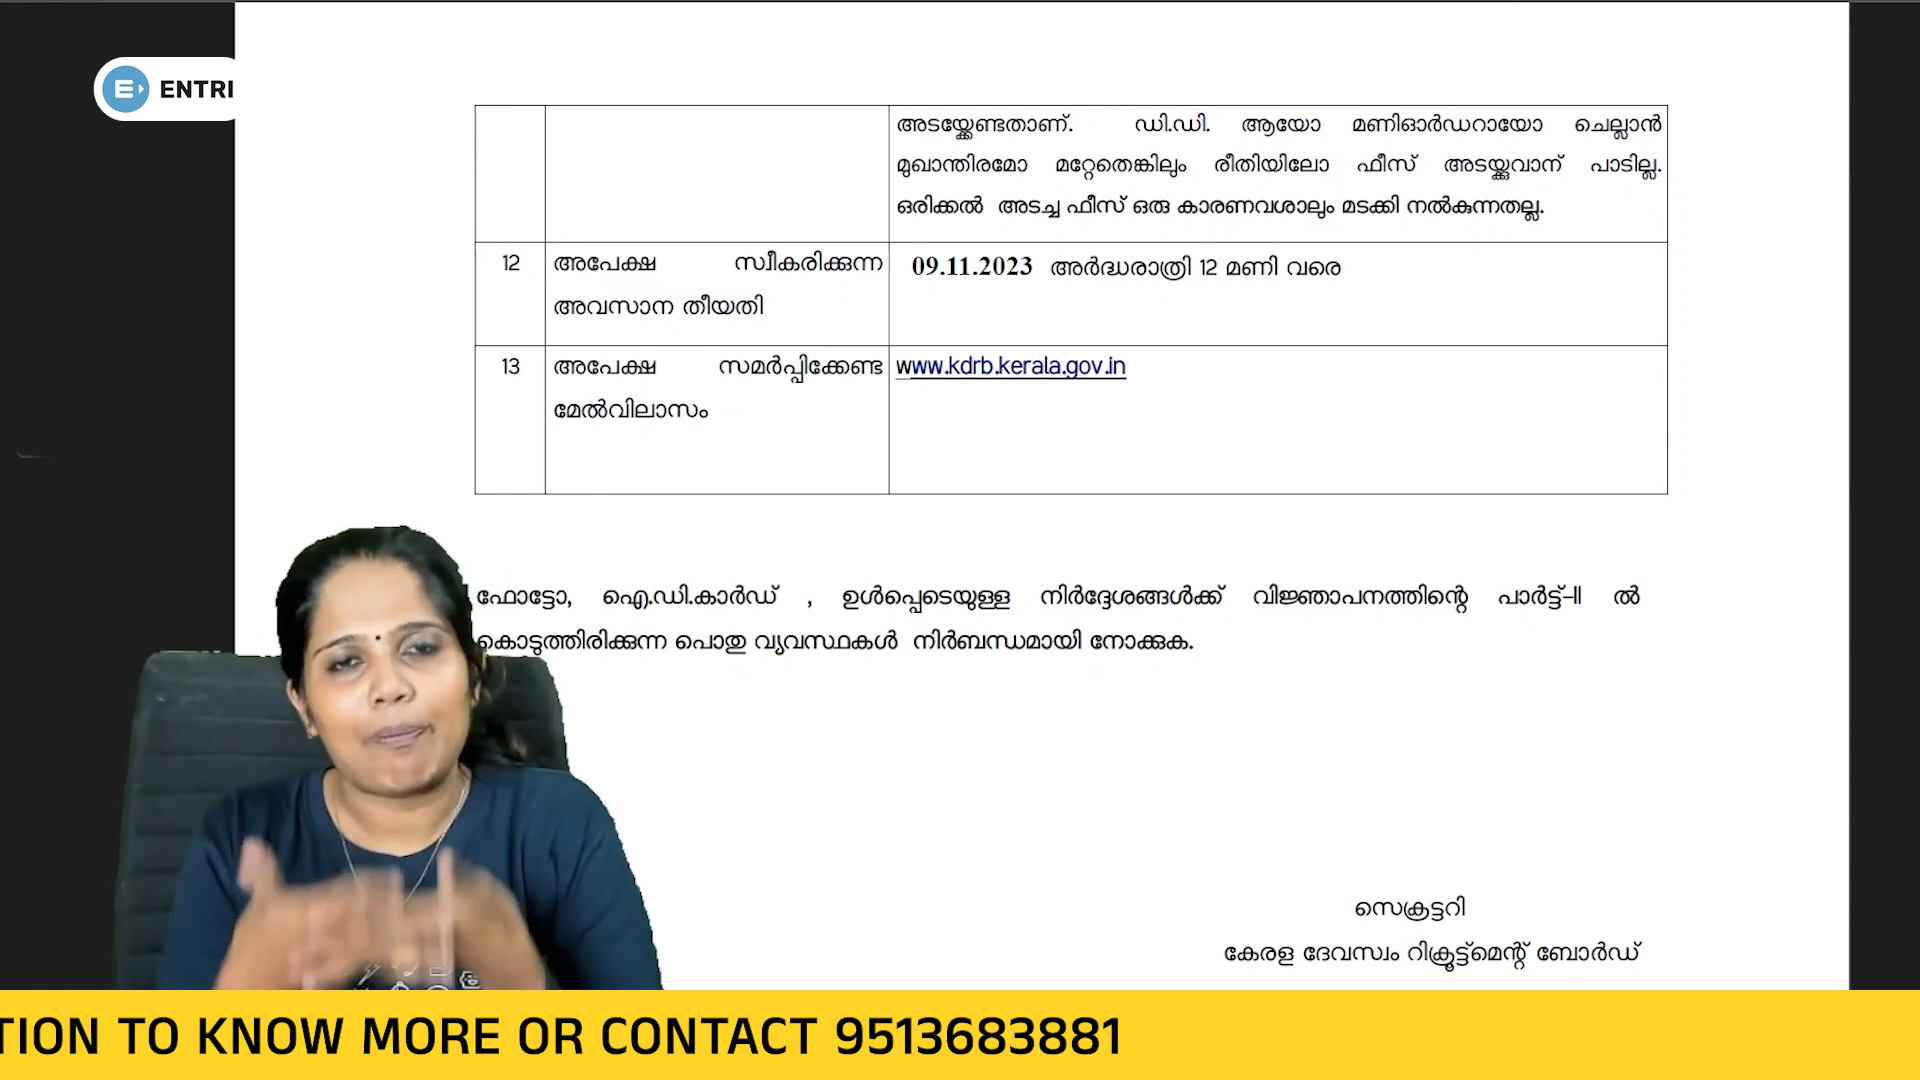 ENTRI
അടയ്ക്കേണ്ടതാണ്. ഡി.ഡി. ആയോ മണിഓർഡറായോ ചെല്ലാൻ
മുഖാന്തിരമോ മറ്റേതെങ്കിലും രീതിയിലോ ഫീസ് അടയ്ക്കുവാന് പാടില്ല.
ഒരിക്കൽ അടച്ച ഫീസ് ഒരു കാരണവശാലും മടക്കി നൽകുന്നതല്ല.
12 അപേക്ഷ സ്വീകരിക്കുന്ന 09.11.2023 അർദ്ധരാത്രി 12 മണി വരെ
അവസാന തീയതി
13 അപേക്ഷ സമർപ്പിക്കേണ്ട www.kdrb.kerala.gov.in
മേൽവിലാസം
ഫോട്ടോ, ഐ.ഡി.കാർഡ് , ഉൾപ്പെടെയുള്ള നിർദ്ദേശങ്ങൾക്ക് വിജ്ഞാപനത്തിന്റെ പാർട്ട്-II ൽ
കൊടുത്തിരിക്കുന്ന പൊതു വ്യവസ്ഥകൾ നിർബന്ധമായി നോക്കുക.
സെക്രട്ടറി
കേരള ദേവസ്വം റിക്രൂട്ട്മെന്റ് ബോർഡ്
TION TO KNOW MORE OR CONTACT 9513683881